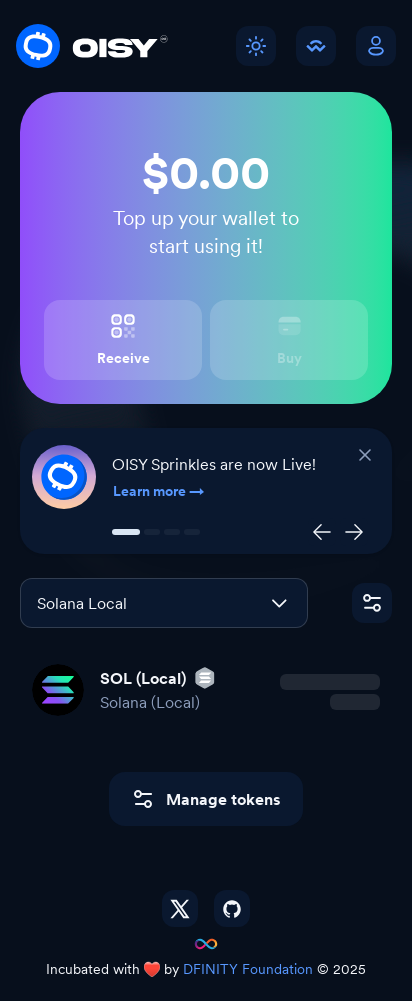 OISY
$0.00
Top up your wallet to
start using it!
Receive
Buy
OISY Sprinkles are now Live!
Learn more
Solana Local
SOL (Local)
Solana (Local)
Manage tokens
Incubated with ❤️ by DFINITY Foundation © 2025